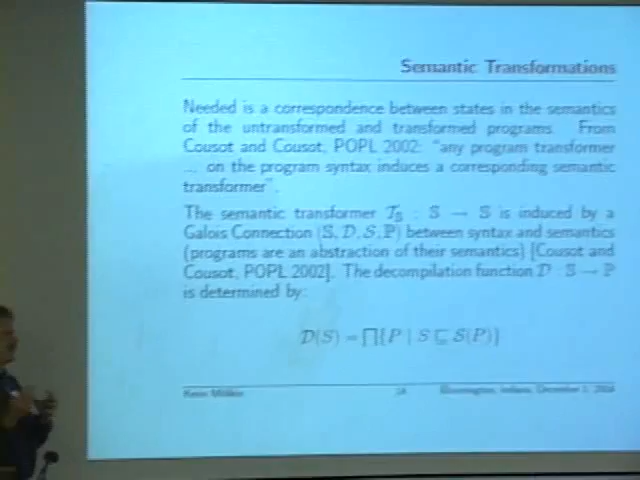 Semantic Transformations
Needed is a correspondence between states in the semantics
of the untransformed and transformed programs. From
Cousot and Cousot, POPL 2002: “any program transformer
... on the program syntax induces a corresponding semantic
transformer”.
The semantic transformer 𝒯_𝕊 : 𝕊 → 𝕊 is induced by a
Galois Connection (𝕊, 𝒟, 𝒮, ℙ) between syntax and semantics
(programs are an abstraction of their semantics) [Cousot and
Cousot, POPL 2002]. The decompilation function 𝒟 : 𝕊 → ℙ
is determined by:
𝒟(S) = ∏{P | S ⊑ 𝒮(P)}
Kevin Millikin Bloomington, Indiana, December 2004